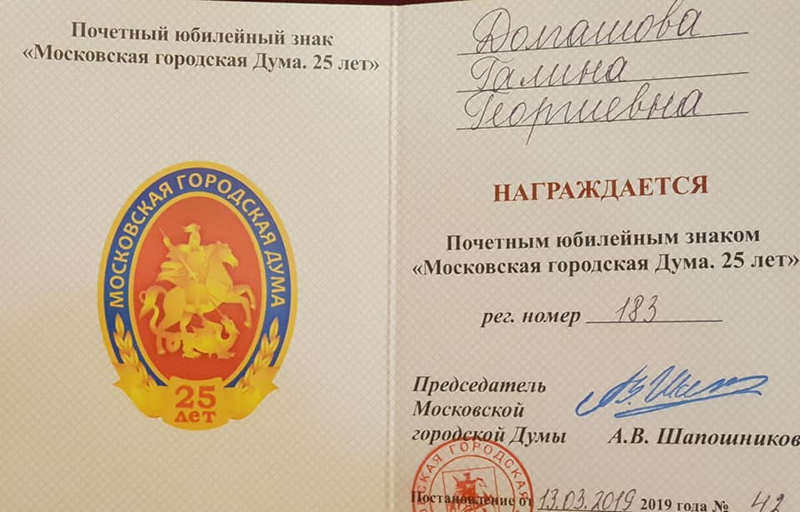 Почетный юбилейный знак
«Московская городская Дума. 25 лет»
МОСКОВСКАЯ ГОРОДСКАЯ ДУМА
25
лет
Долгашова
Галина
Георгиевна
НАГРАЖДАЕТСЯ
Почетным юбилейным знаком
«Московская городская Дума. 25 лет»
рег. номер 183
Председатель
Московской
городской Думы А.В. Шапошников
Постановление от 13.03.2019 2019 года № 42